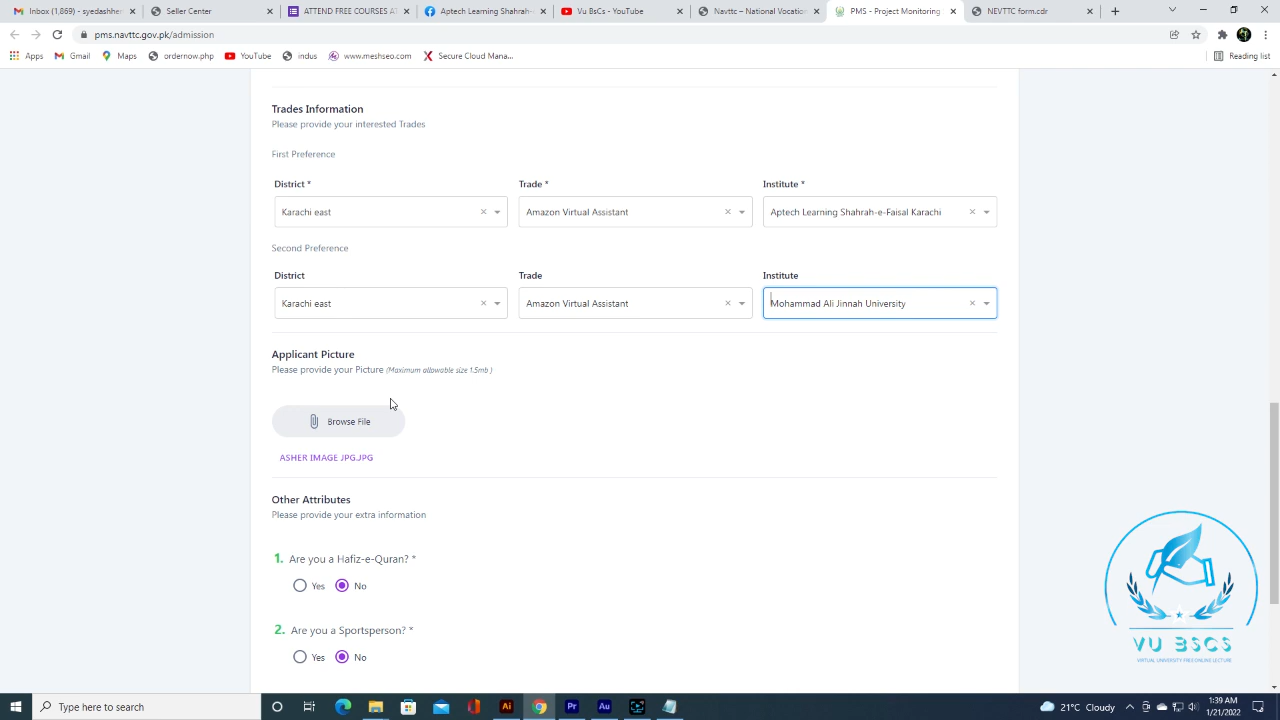 Inbox (1,869) - syedasher
Seller Center
ATTEND FREE COURSES AT
Aptech Learning Shahrah-
Vu BsCs - YouTube
Navttc – National Vocation
PMS - Project Monitoring
NEVTTC form.cdr
pms.navttc.gov.pk/admission
Apps
Gmail
Maps
ordernow.php
YouTube
indus
www.meshseo.com
Secure Cloud Mana...
Reading list
Trades Information
Please provide your interested Trades
First Preference
District * Trade * Institute *
Karachi east Amazon Virtual Assistant Aptech Learning Shahrah-e-Faisal Karachi
Second Preference
District Trade Institute
Karachi east Amazon Virtual Assistant Mohammad Ali Jinnah University
Applicant Picture
Please provide your Picture (Maximum allowable size 1.5mb )
Browse File
ASHER IMAGE JPG.JPG
Other Attributes
Please provide your extra information
1. Are you a Hafiz-e-Quran? *
Yes No
2. Are you a Sportsperson? *
Yes No
VU BSCS
VIRTUAL UNIVERSITY FREE ONLINE LECTURE
Type here to search
Ai
Pr
Au
21°C Cloudy
1:39 AM
1/21/2022